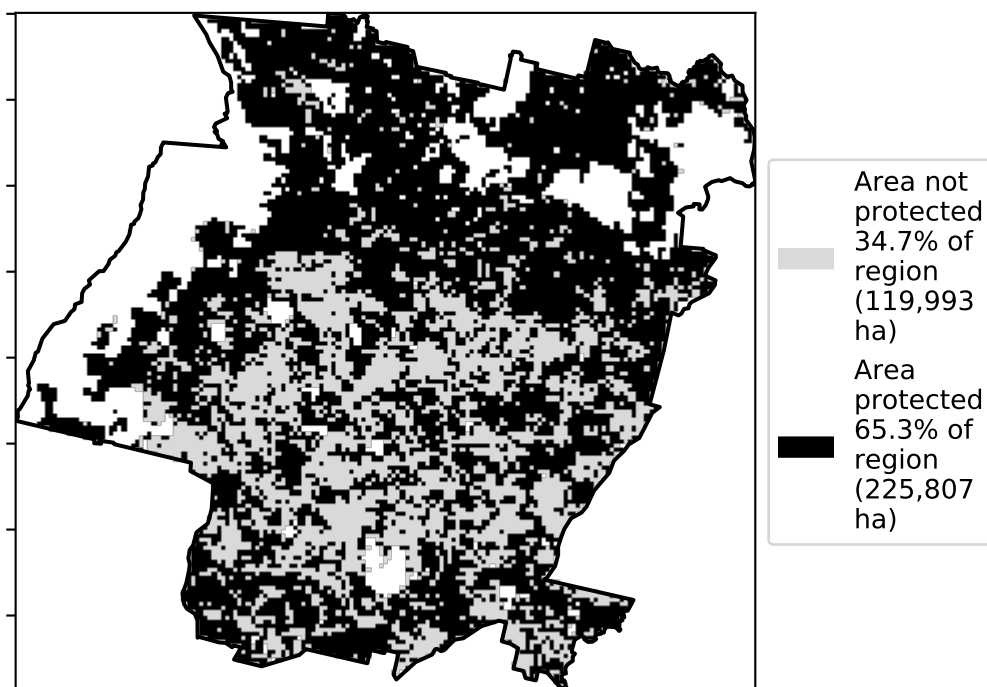 Area not
protected
34.7% of
region
(119,993
ha)
Area
protected
65.3% of
region
(225,807
ha)